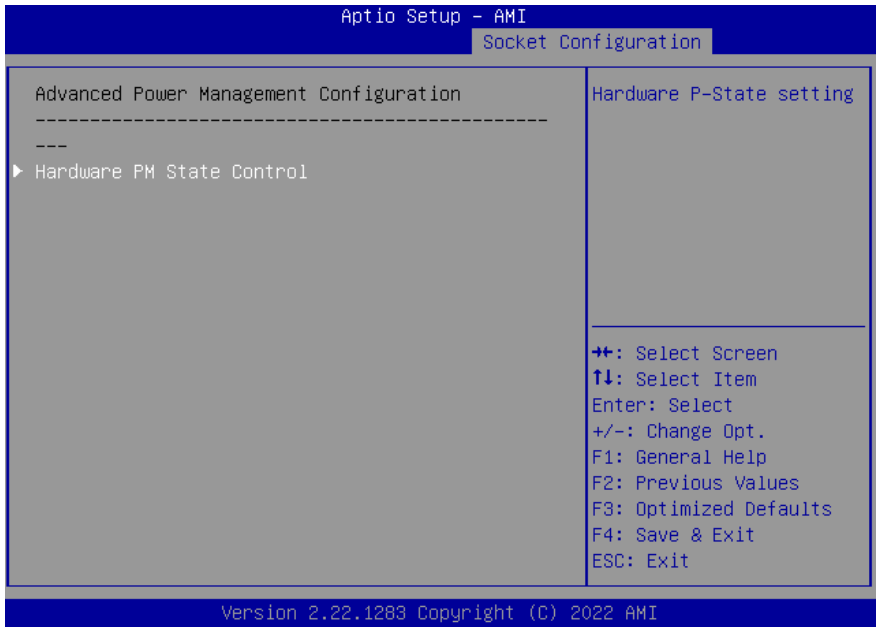 Aptio Setup – AMI
Socket Configuration
Advanced Power Management Configuration
-----------------------------------------------
---
▶ Hardware PM State Control
Hardware P-State setting
→←: Select Screen
↑↓: Select Item
Enter: Select
+/-: Change Opt.
F1: General Help
F2: Previous Values
F3: Optimized Defaults
F4: Save & Exit
ESC: Exit
Version 2.22.1283 Copyright (C) 2022 AMI